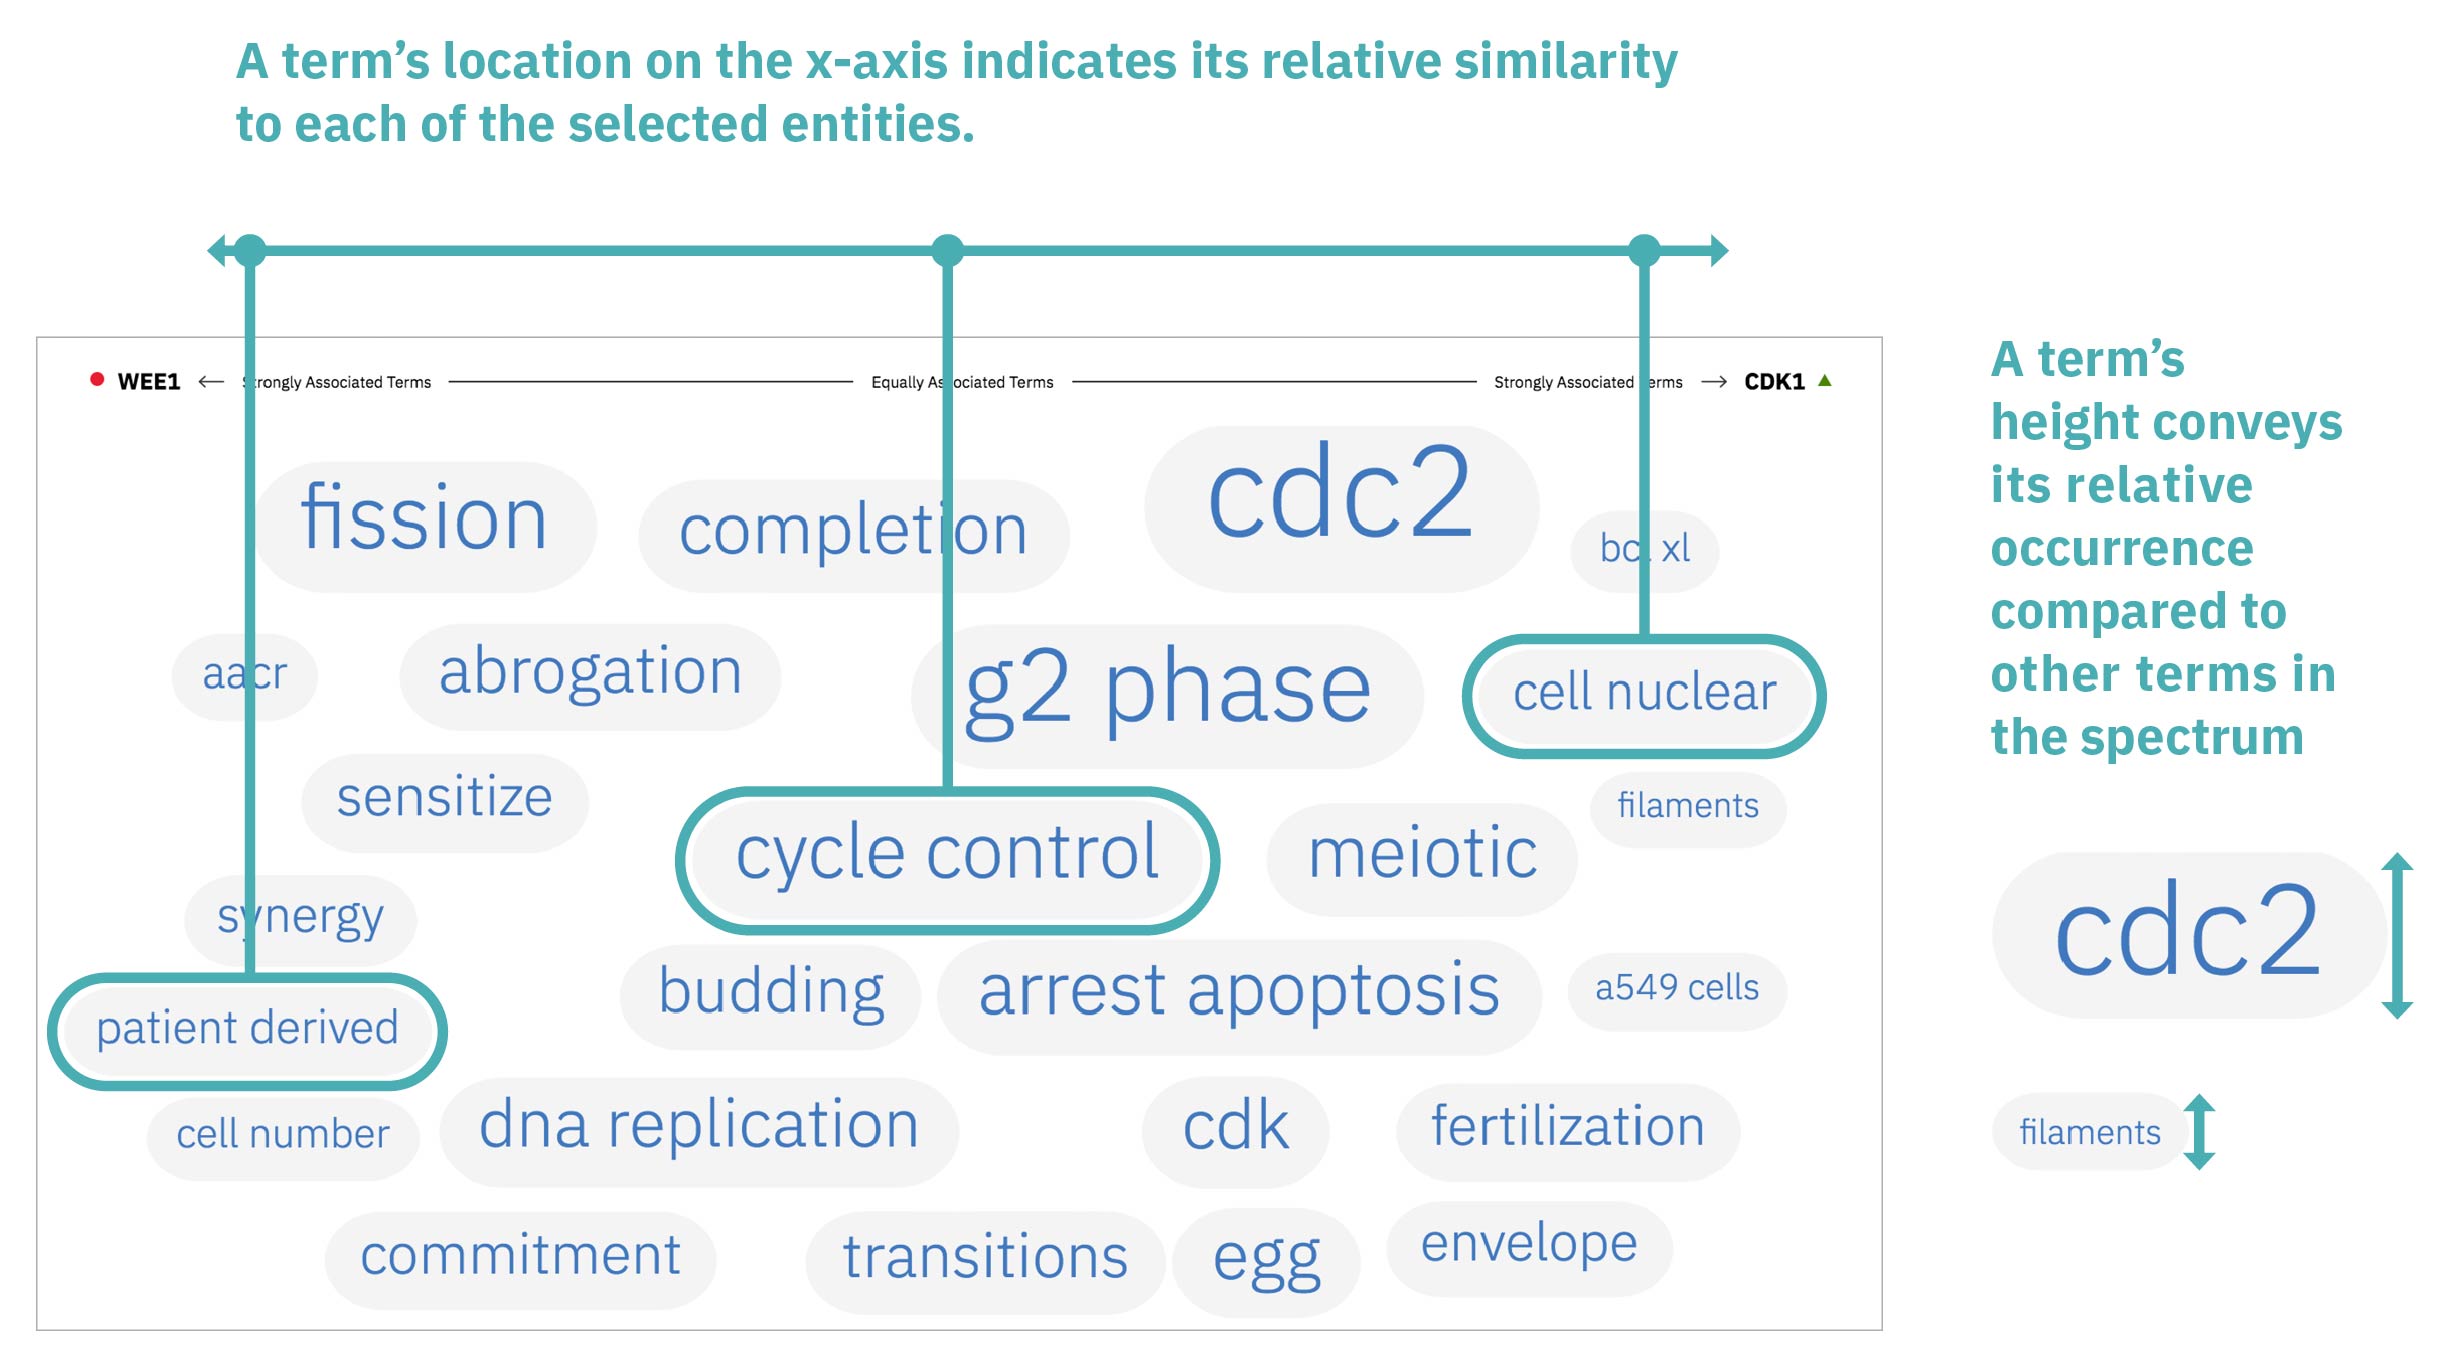 A term’s location on the x-axis indicates its relative similarity
to each of the selected entities.
WEE1 ← Strongly Associated Terms Equally Associated Terms Strongly Associated Terms → CDK1
fission
completion
cdc2
bcl xl
aacr
abrogation
g2 phase
cell nuclear
sensitize
cycle control
meiotic
filaments
synergy
budding
arrest apoptosis
a549 cells
patient derived
cell number
dna replication
cdk
fertilization
commitment
transitions
egg
envelope
A term’s
height conveys
its relative
occurrence
compared to
other terms in
the spectrum
cdc2
filaments